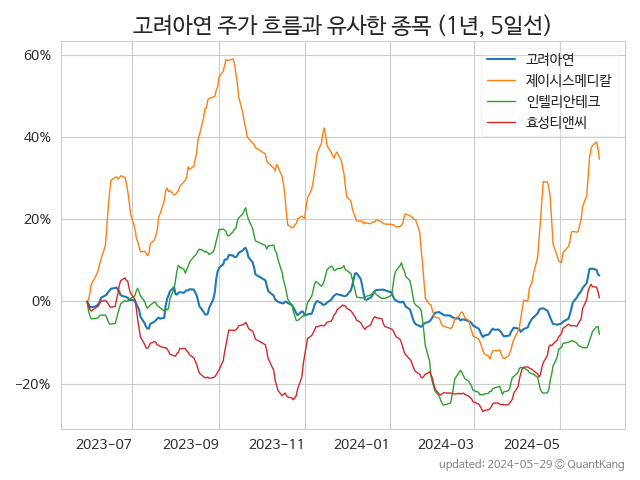 고려아연 주가 흐름과 유사한 종목 (1년, 5일선)
고려아연
제이시스메디칼
인텔리안테크
효성티앤씨
60%
40%
20%
0%
−20%
2023-07 2023-09 2023-11 2024-01 2024-03 2024-05
updated: 2024-05-29 © QuantKang